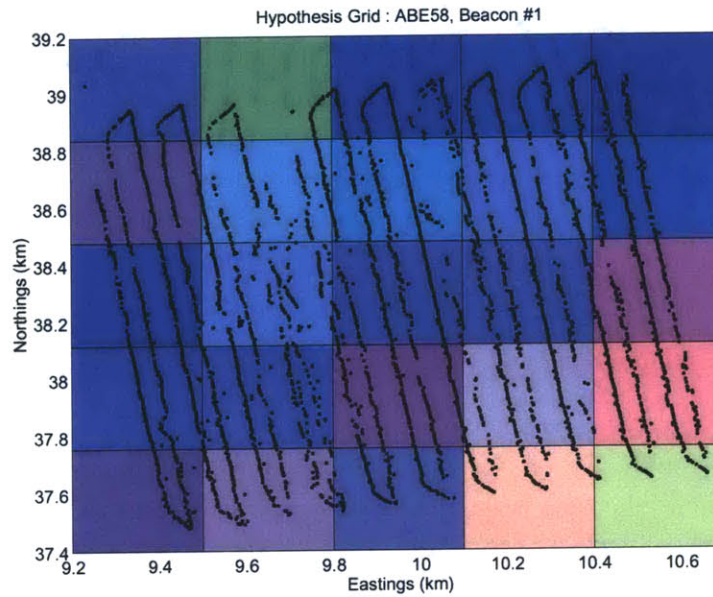 Hypothesis Grid : ABE58, Beacon #1
39.2
39
38.8
38.6
38.4
38.2
38
37.8
37.6
37.4
Northings (km)
9.2 9.4 9.6 9.8 10 10.2 10.4 10.6
Eastings (km)